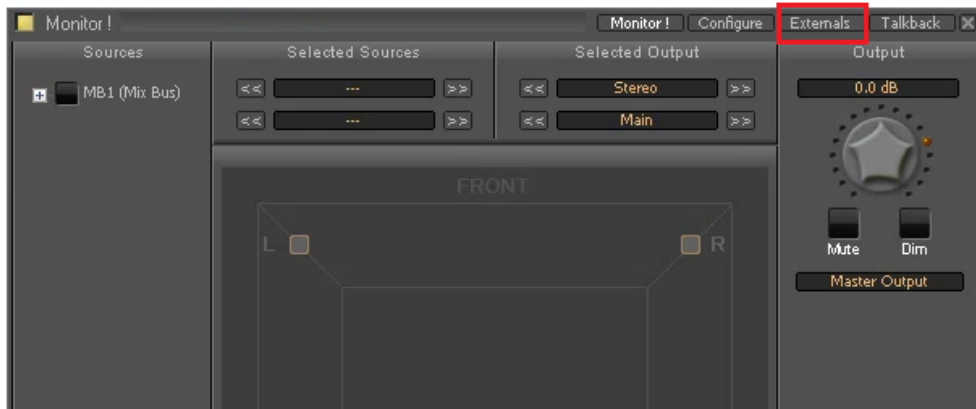 Monitor ! Monitor ! Configure Externals Talkback X
Sources Selected Sources Selected Output Output
MB1 (Mix Bus) << --- >> << Stereo >> 0.0 dB
<< --- >> << Main >>
FRONT
L R
Mute Dim
Master Output